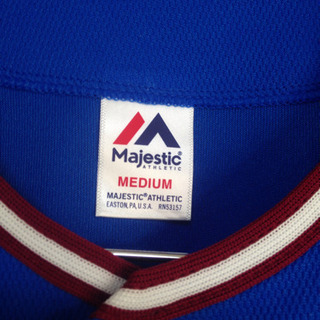 Majestic®
ATHLETIC
MEDIUM
MAJESTIC® ATHLETIC
EASTON, PA, U.S.A. RN53157